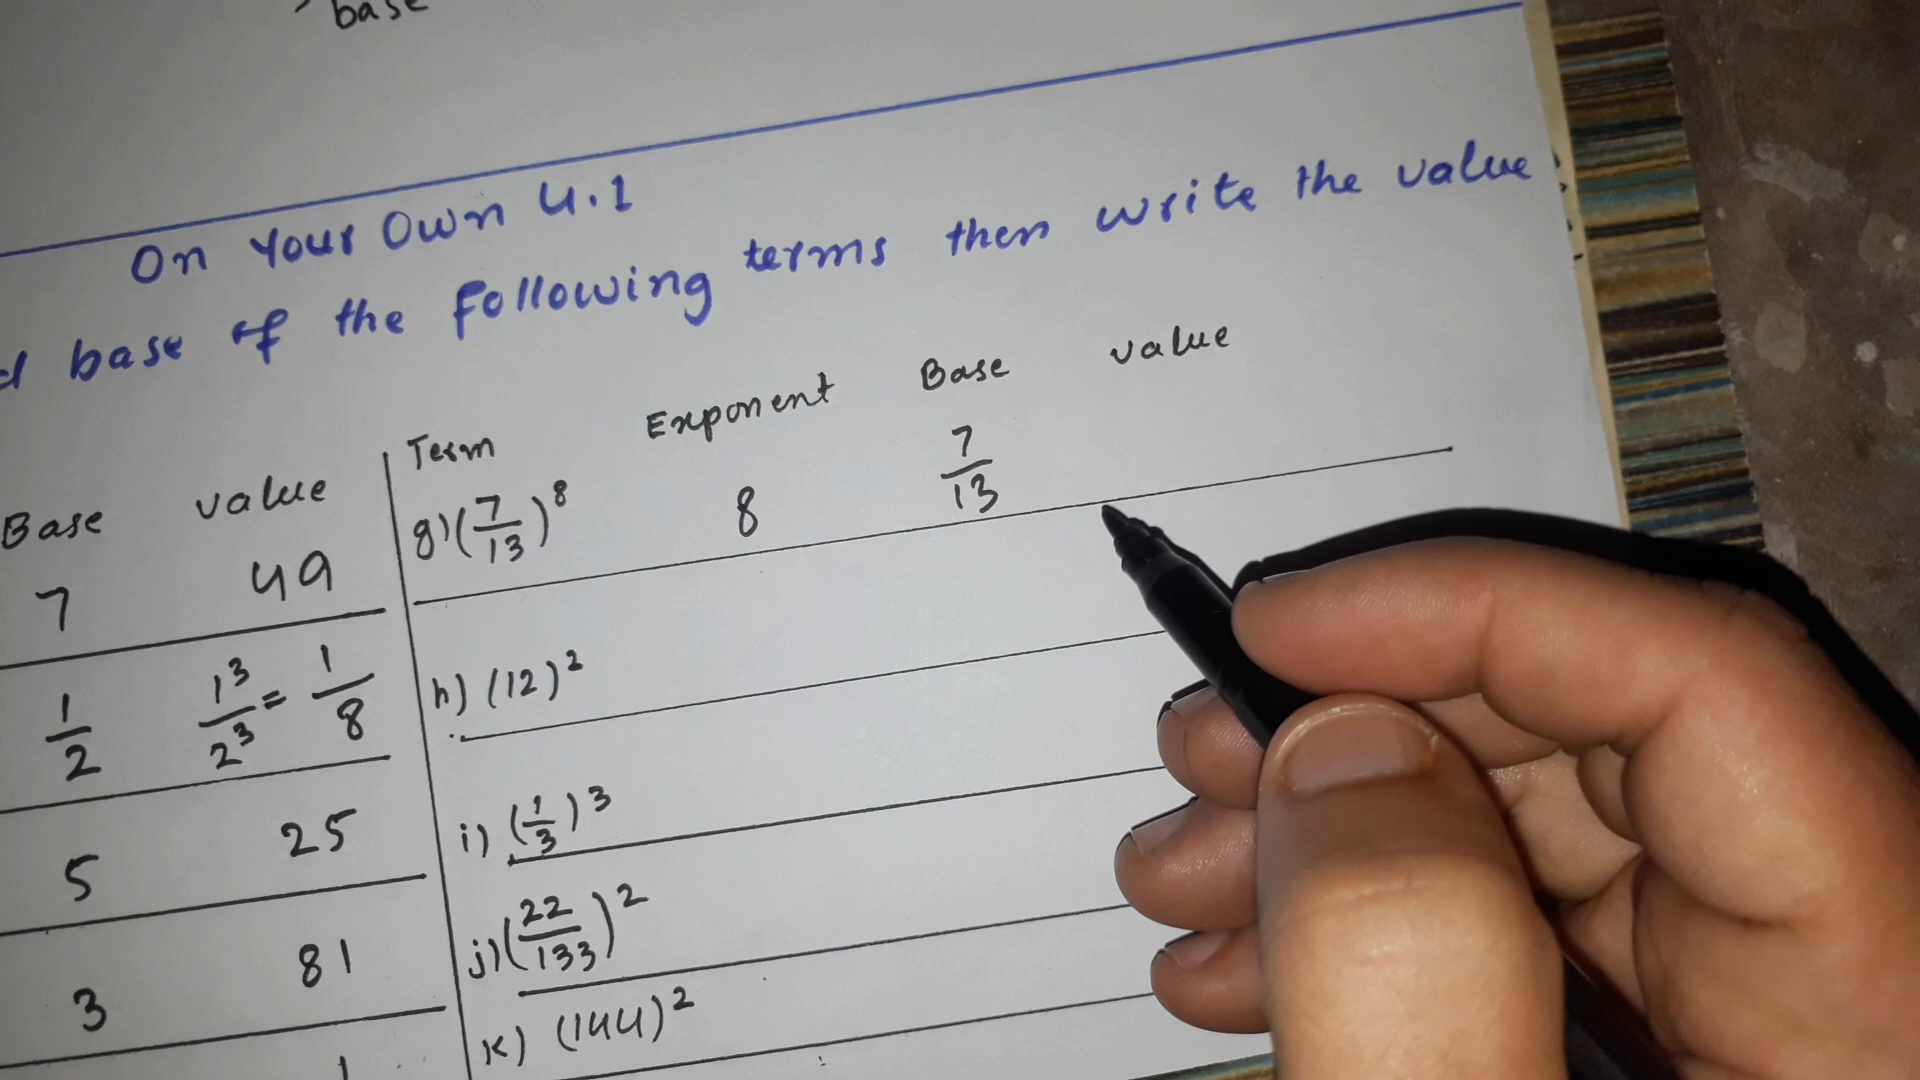 base
On Your Own 4.1
base of the following terms then write the value
Base value
7 49
1/2 1^3/2^3 = 1/8
5 25
3 81
1
Term Exponent Base value
g) (7/13)^8 8 7/13
h) (12)^2
i) (1/3)^3
j) (22/133)^2
k) (144)^2